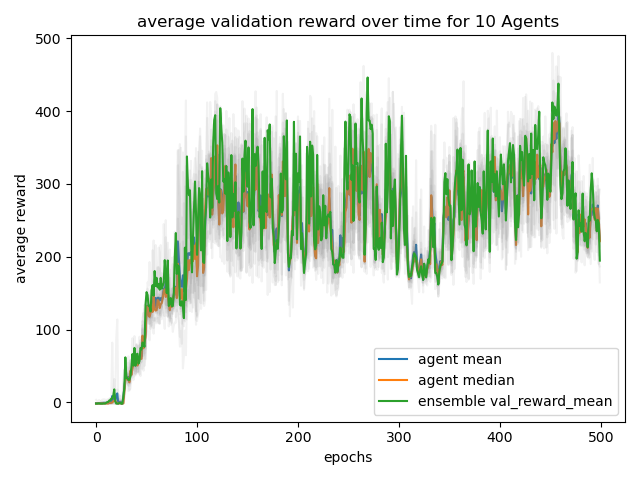 average validation reward over time for 10 Agents
average reward
500
400
300
200
100
0
agent mean
agent median
ensemble val_reward_mean
0 100 200 300 400 500
epochs